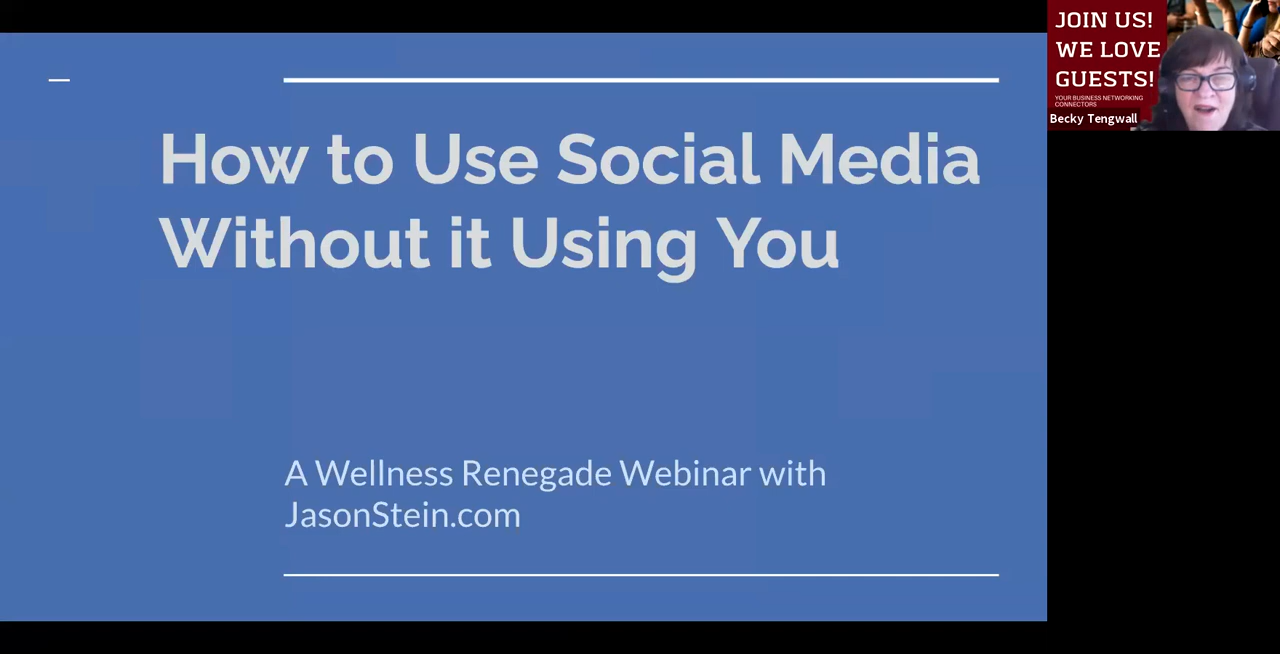 How to Use Social Media
Without it Using You
A Wellness Renegade Webinar with
JasonStein.com
JOIN US!
WE LOVE
GUESTS!
YOUR BUSINESS NETWORKING
CONNECTORS
Becky Tengwall